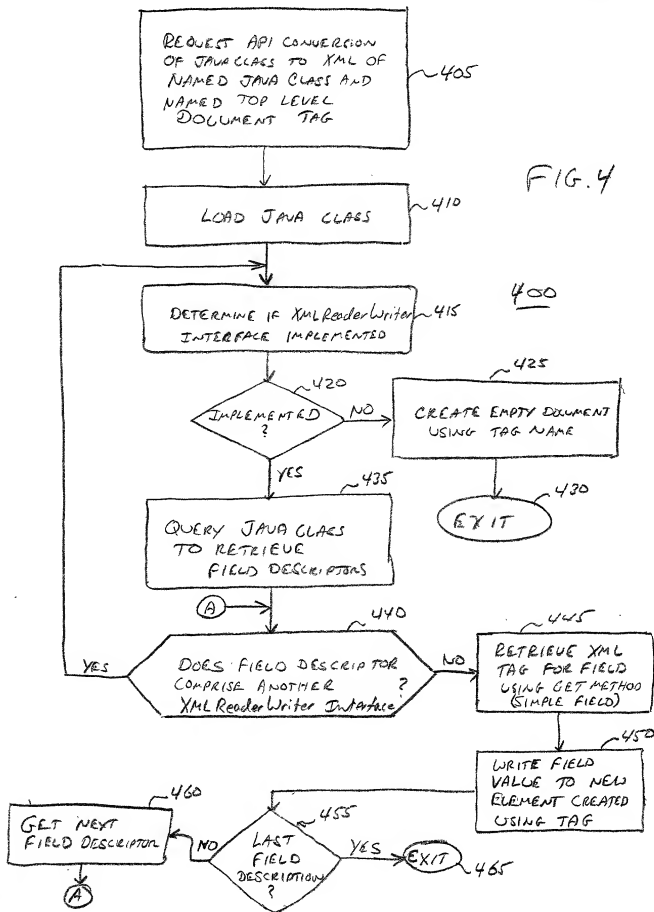 REQUEST API CONVERSION
OF JAVA CLASS TO XML OF
NAMED JAVA CLASS AND
NAMED TOP LEVEL
DOCUMENT TAG
405
FIG. 4
LOAD JAVA CLASS
410
400
DETERMINE IF XMLReaderWriter
INTERFACE IMPLEMENTED
415
420
IMPLEMENTED
?
NO
425
CREATE EMPTY DOCUMENT
USING TAG NAME
YES
430
EXIT
435
QUERY JAVA CLASS
TO RETRIEVE
FIELD DESCRIPTORS
A
440
YES
DOES FIELD DESCRIPTOR
COMPRISE ANOTHER ?
XMLReaderWriter Interface
NO
445
RETRIEVE XML
TAG FOR FIELD
USING GET METHOD
(SIMPLE FIELD)
450
WRITE FIELD
VALUE TO NEW
ELEMENT CREATED
USING TAG
455
LAST
FIELD
DESCRIPTION
?
NO
YES
EXIT
465
460
GET NEXT
FIELD DESCRIPTOR
A